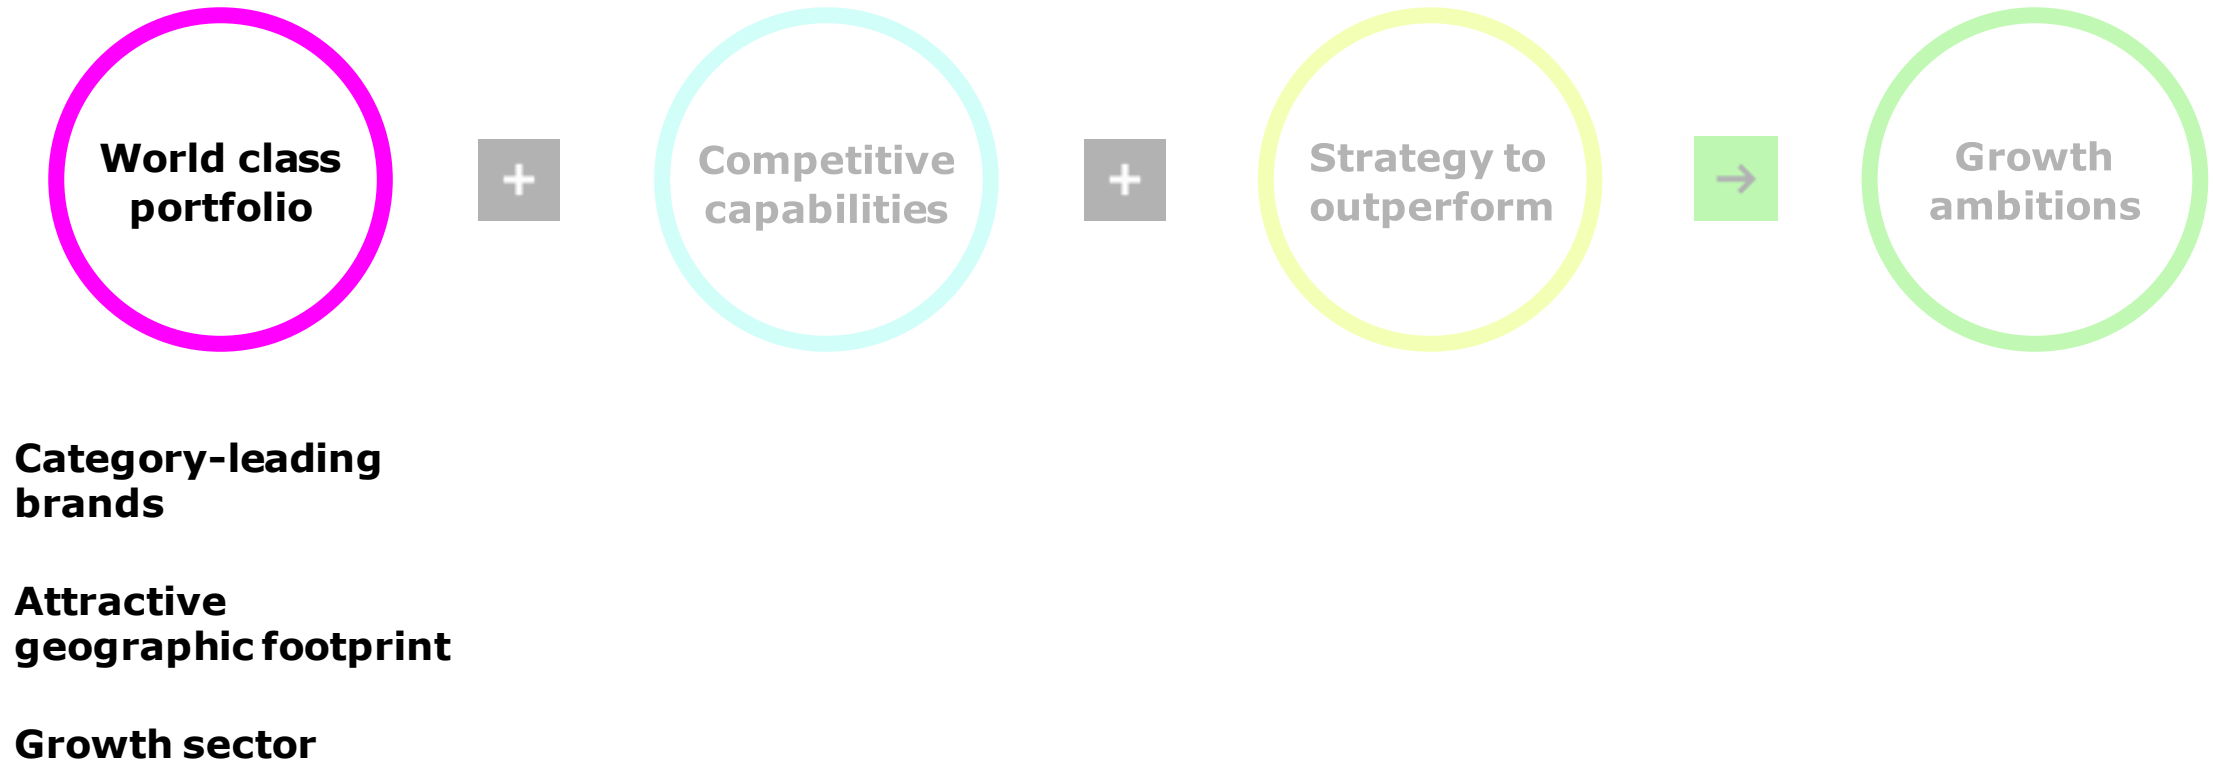 World class
portfolio
+
Competitive
capabilities
+
Strategy to
outperform
→
Growth
ambitions
Category-leading
brands
Attractive
geographic footprint
Growth sector